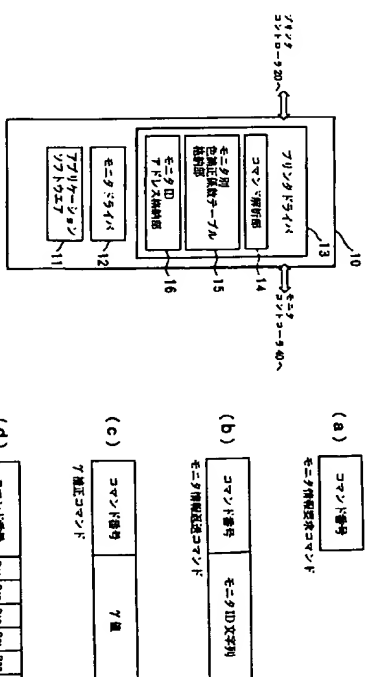 プリンタ
コントローラ20へ
10
モニタ
コントローラ40へ
プリンタドライバ
13
コマンド解析部
14
モニタ別
色補正係数テーブル
格納部
15
モニタID
アドレス格納部
16
モニタドライバ
12
アプリケーション
ソフトウエア
11
(a)
コマンド番号
モニタ情報要求コマンド
(b)
コマンド番号
モニタID文字列
モニタ情報返送コマンド
(c)
コマンド番号
γ値
γ補正コマンド
(d)